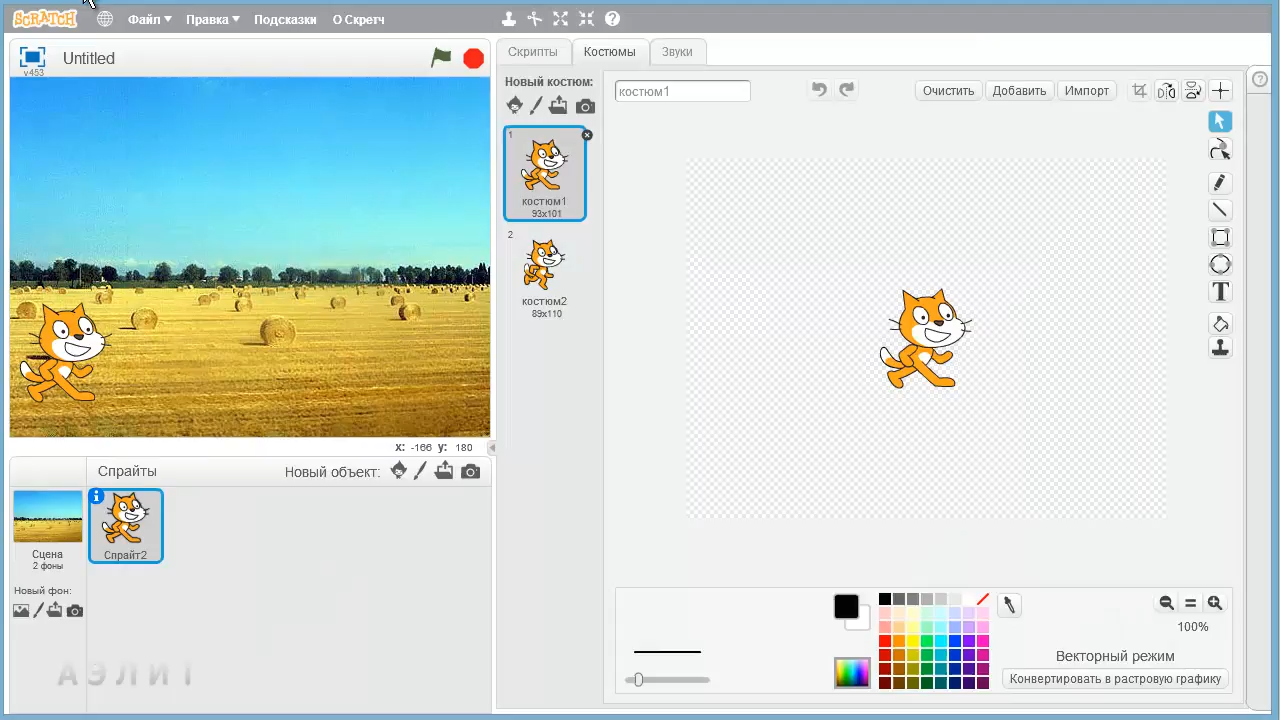 SCRATCH Файл Правка Подсказки О Скретч
Untitled
v453
Скрипты Костюмы Звуки
Новый костюм:
костюм1
Очистить Добавить Импорт
1
костюм1
93x101
2
костюм2
89x110
T
x: -166 y: 180
Спрайты Новый объект:
Сцена
2 фоны
Спрайт2
Новый фон:
100%
Векторный режим
Конвертировать в растровую графику